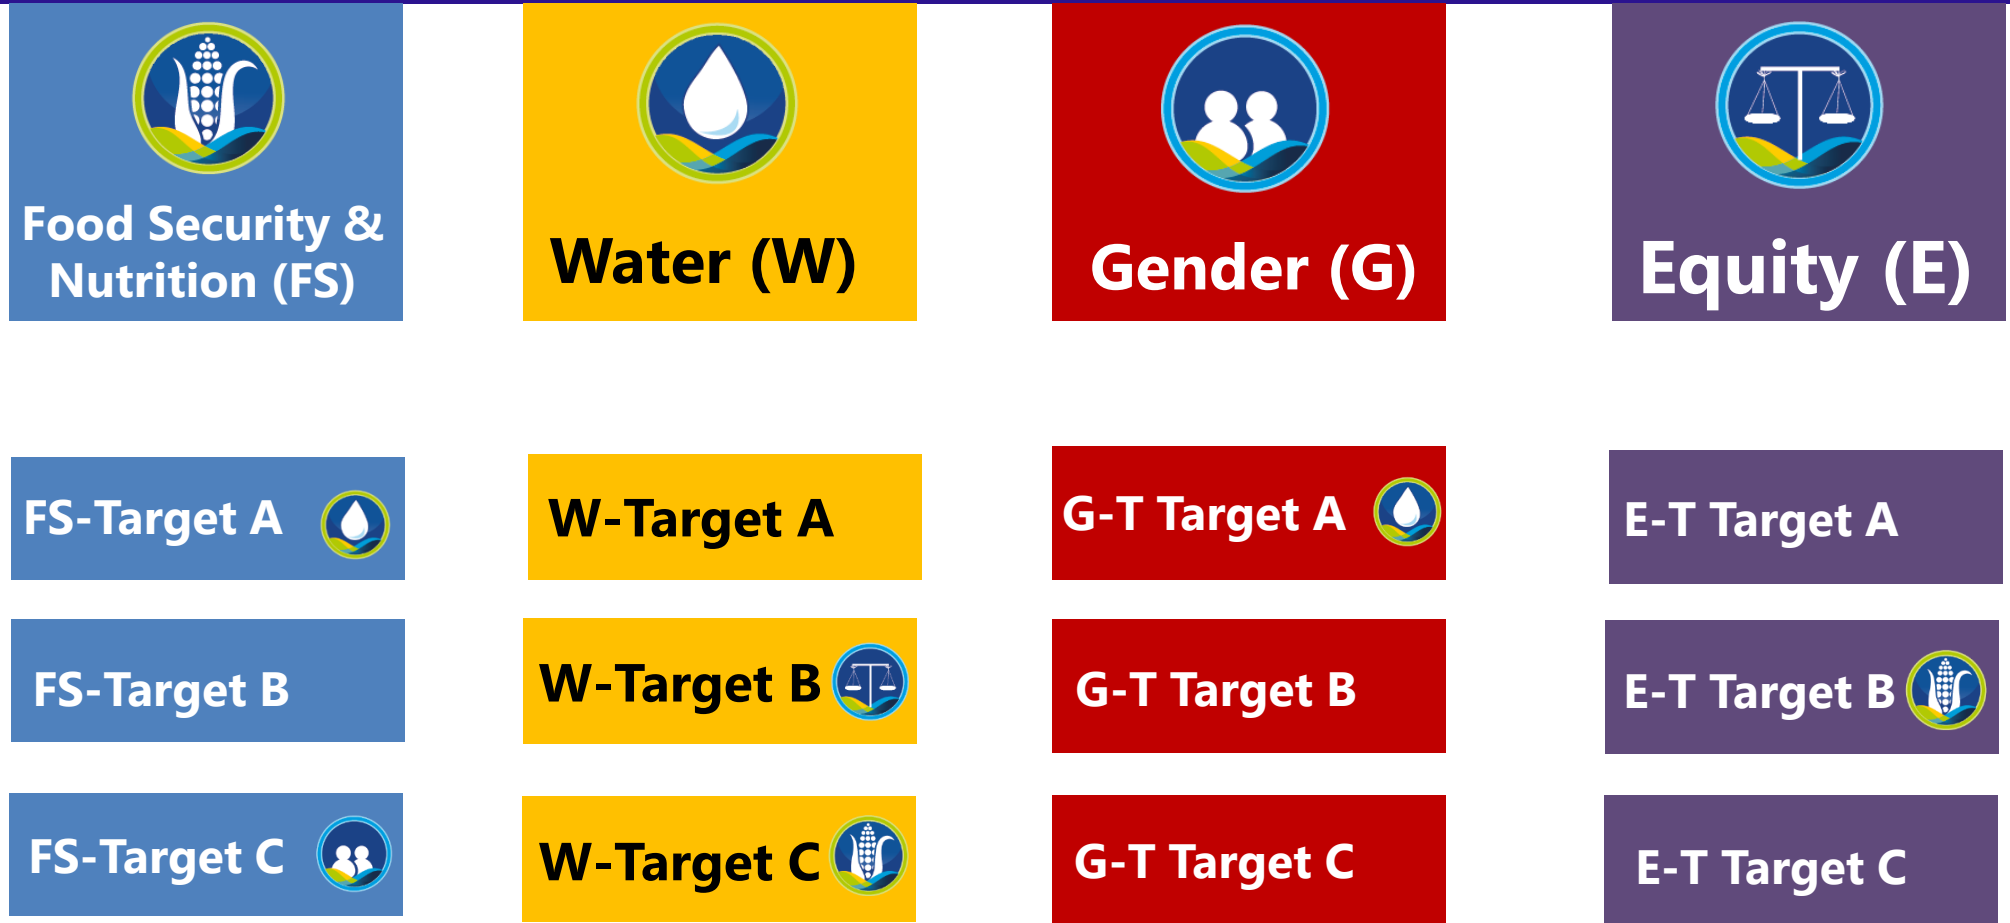 Food Security &
Nutrition (FS)
Water (W)
Gender (G)
Equity (E)
FS-Target A
W-Target A
G-T Target A
E-T Target A
FS-Target B
W-Target B
G-T Target B
E-T Target B
FS-Target C
W-Target C
G-T Target C
E-T Target C